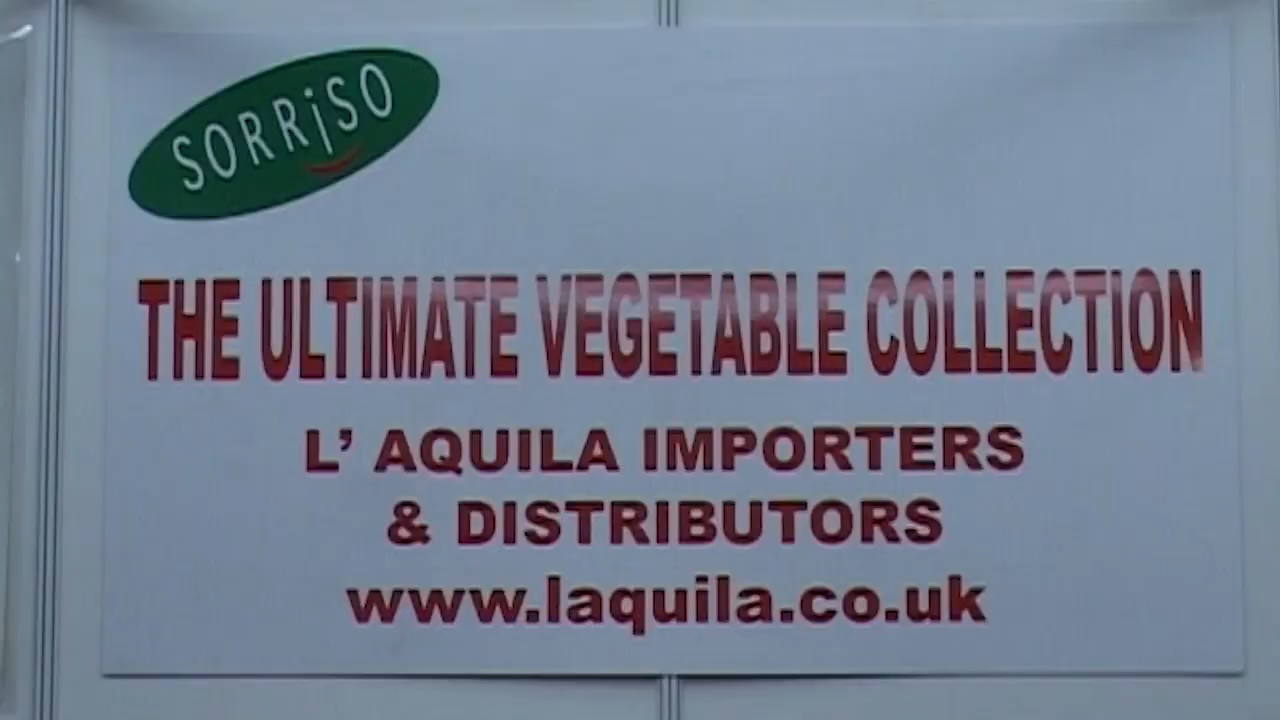 SORRiSO
THE ULTIMATE VEGETABLE COLLECTION
L' AQUILA IMPORTERS
& DISTRIBUTORS
www.laquila.co.uk